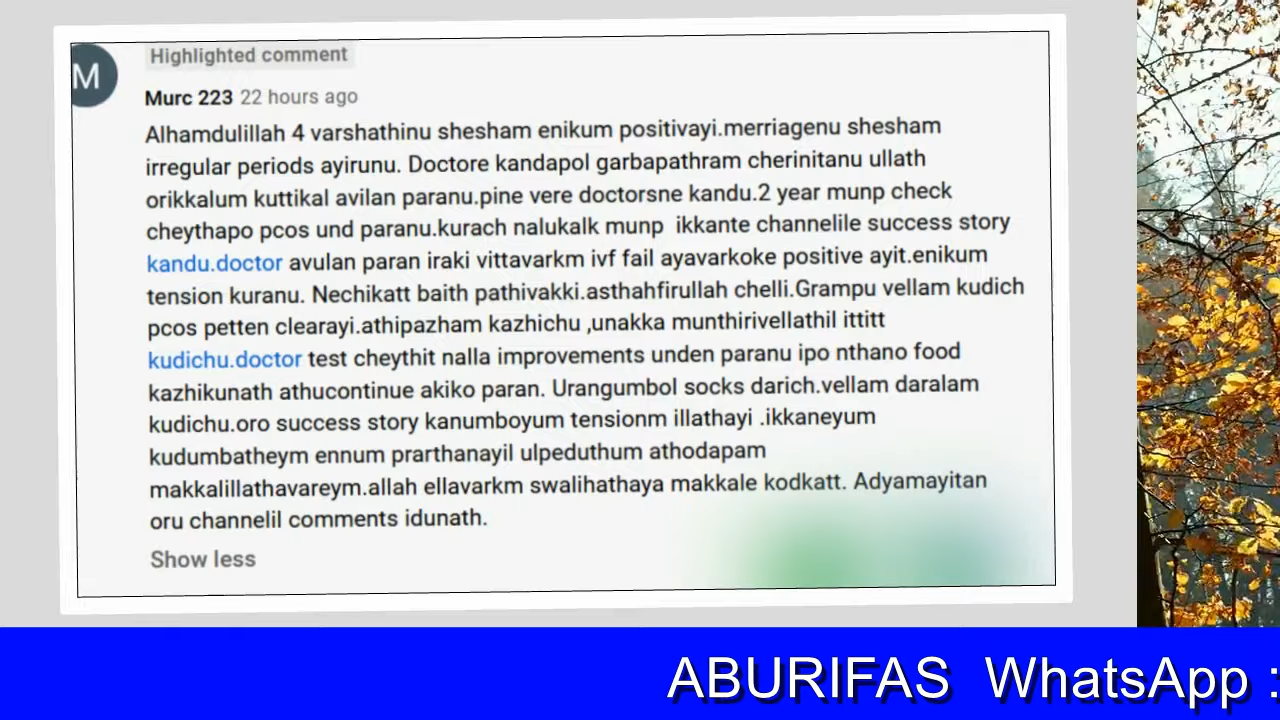 Highlighted comment
M
Murc 223 22 hours ago
Alhamdulillah 4 varshathinu shesham enikum positivayi.merriagenu shesham
irregular periods ayirunu. Doctore kandapol garbapathram cherinitanu ullath
orikkalum kuttikal avilan paranu.pine vere doctorsne kandu.2 year munp check
cheythapo pcos und paranu.kurach nalukalk munp ikkante channelile success story
kandu.doctor avulan paran iraki vittavarkm ivf fail ayavarkoke positive ayit.enikum
tension kuranu. Nechikatt baith pathivakki.asthahfirullah chelli.Grampu vellam kudich
pcos petten clearayi.athipazham kazhichu ,unakka munthirivellathil ittitt
kudichu.doctor test cheythit nalla improvements unden paranu ipo nthano food
kazhikunath athucontinue akiko paran. Urangumbol socks darich.vellam daralam
kudichu.oro success story kanumboyum tensionm illathayi .ikkaneyum
kudumbatheym ennum prarthanayil ulpeduthum athodapam
makkalillathavareym.allah ellavarkm swalihathaya makkale kodkatt. Adyamayitan
oru channelil comments idunath.
Show less
ABURIFAS WhatsApp :